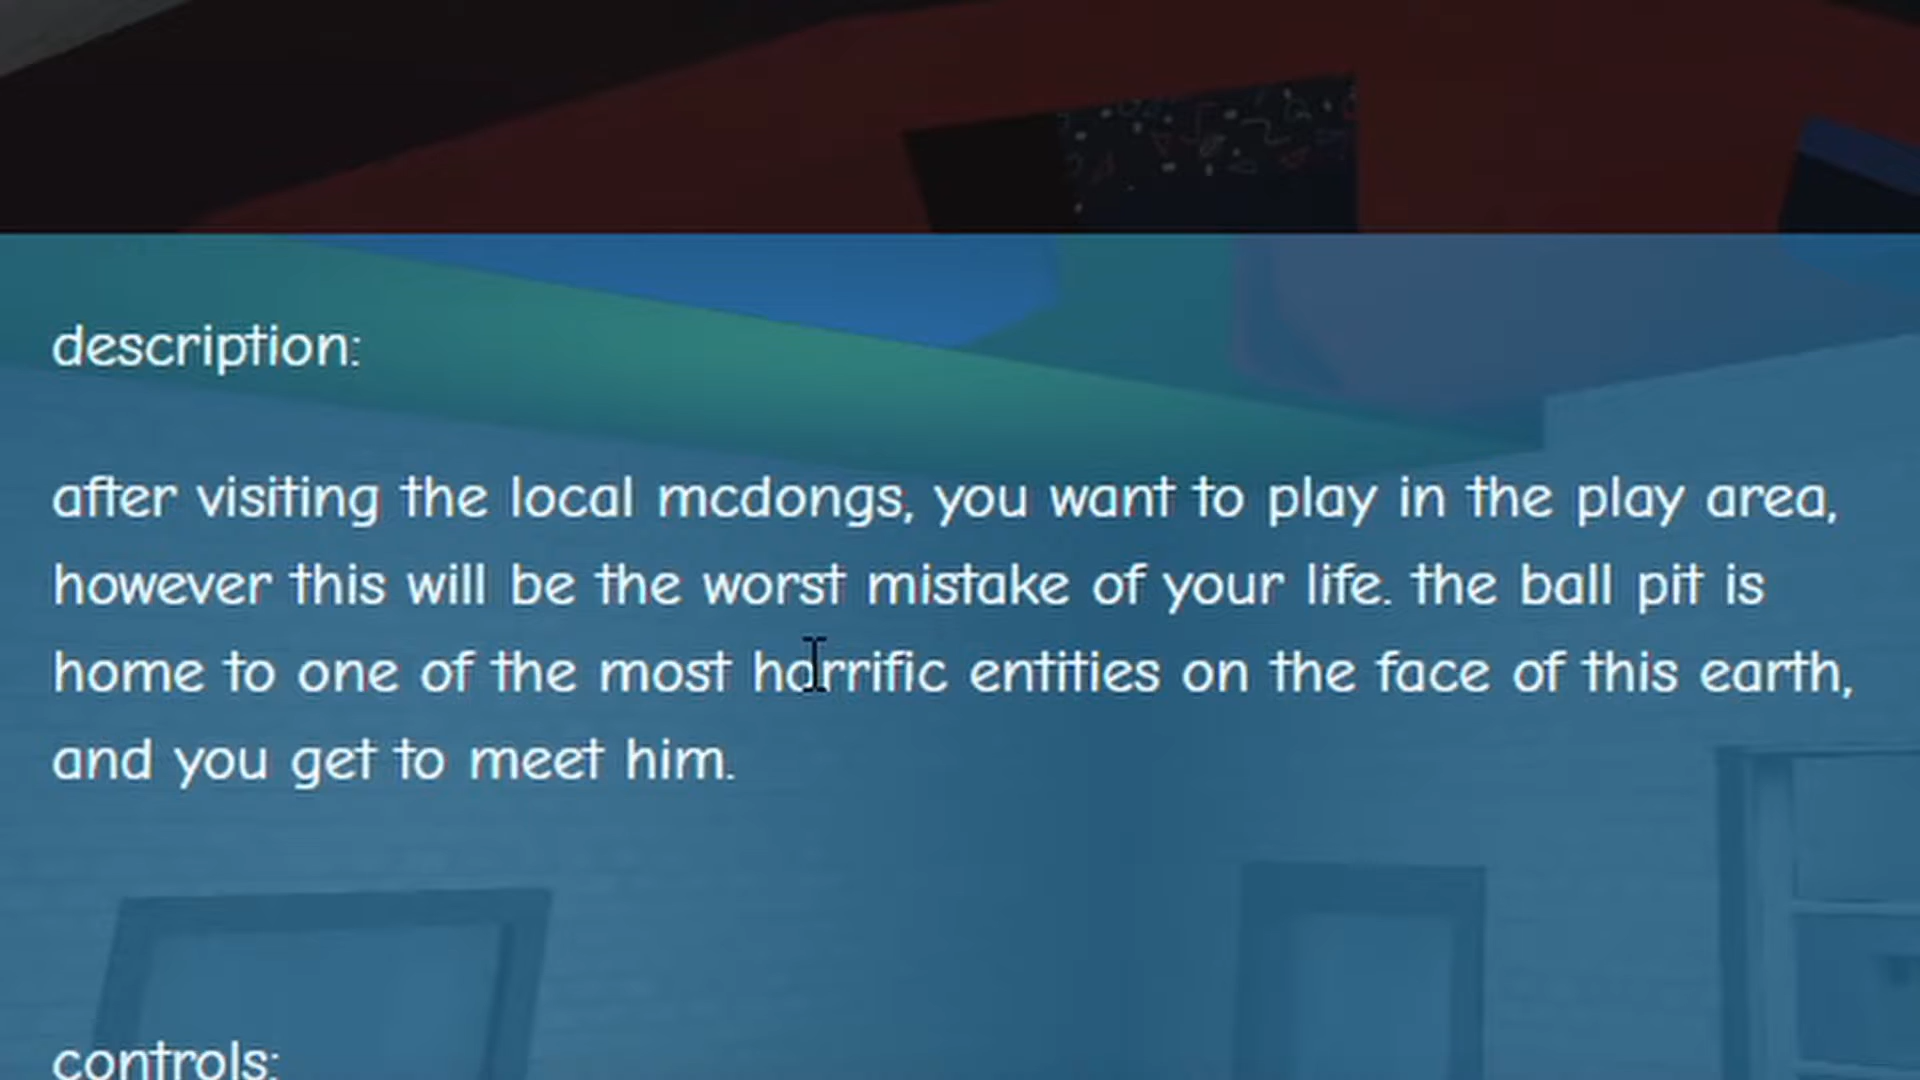 description:
after visiting the local mcdongs, you want to play in the play area,
however this will be the worst mistake of your life. the ball pit is
home to one of the most horrific entities on the face of this earth,
and you get to meet him.
controls: